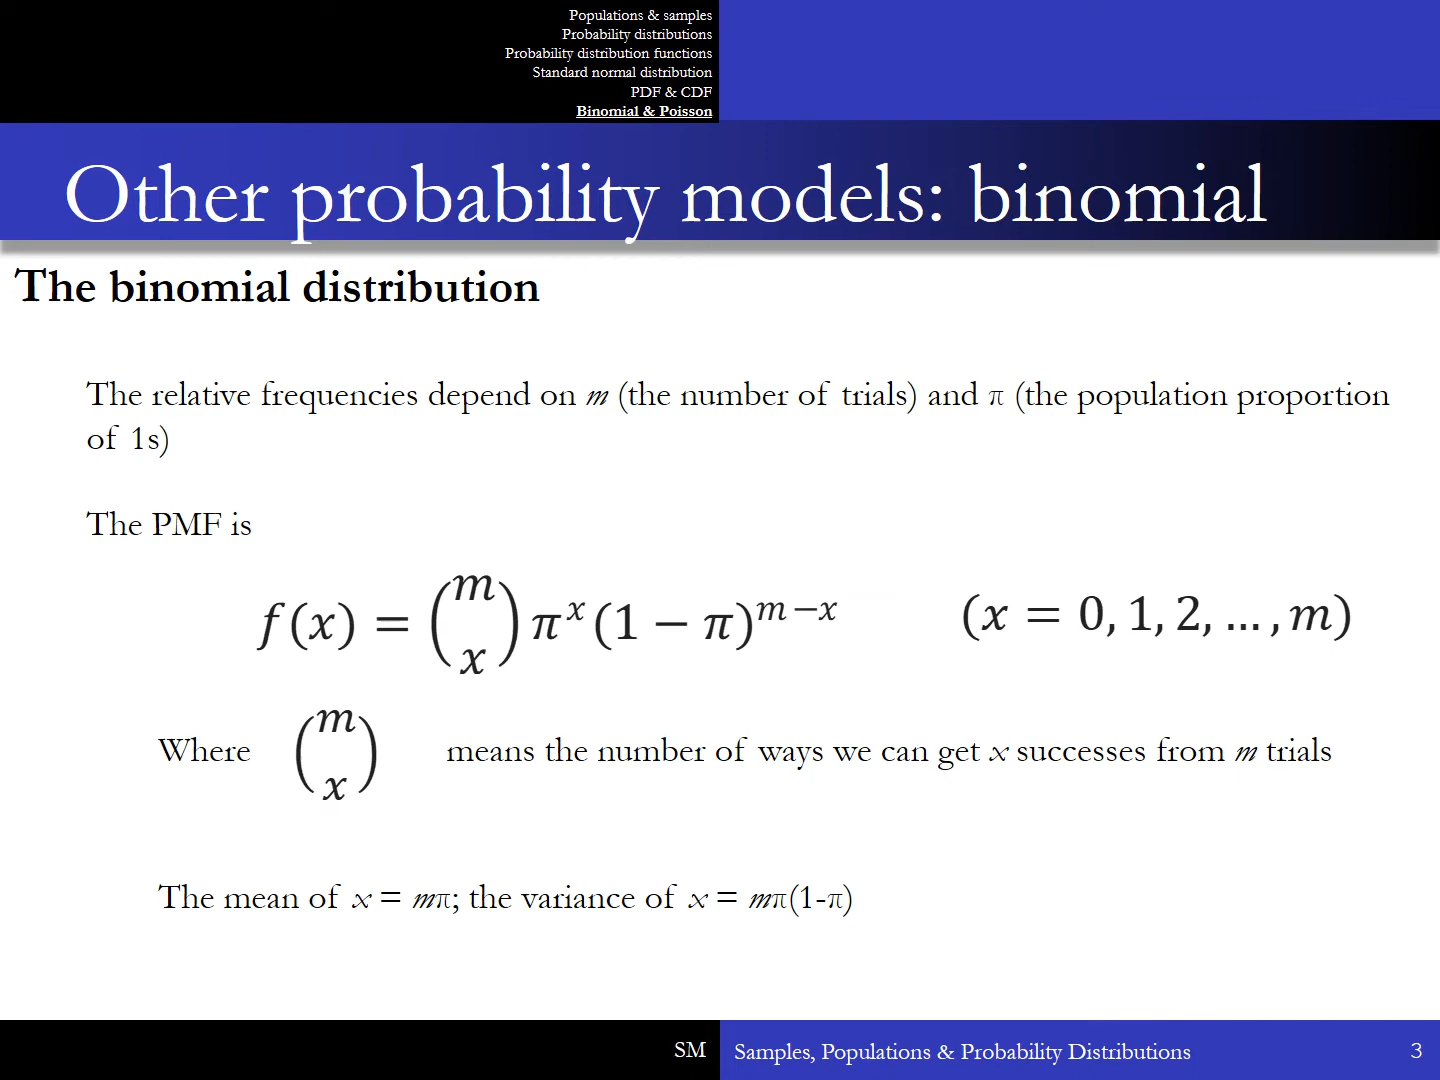 Populations & samples
Probability distributions
Probability distribution functions
Standard normal distribution
PDF & CDF
Binomial & Poisson
Other probability models: binomial
The binomial distribution
The relative frequencies depend on m (the number of trials) and π (the population proportion
of 1s)
The PMF is
f(x) = (m x) π^x (1 − π)^{m−x} (x = 0, 1, 2, … , m)
Where (m x) means the number of ways we can get x successes from m trials
The mean of x = mπ; the variance of x = mπ(1-π)
SM Samples, Populations & Probability Distributions 3